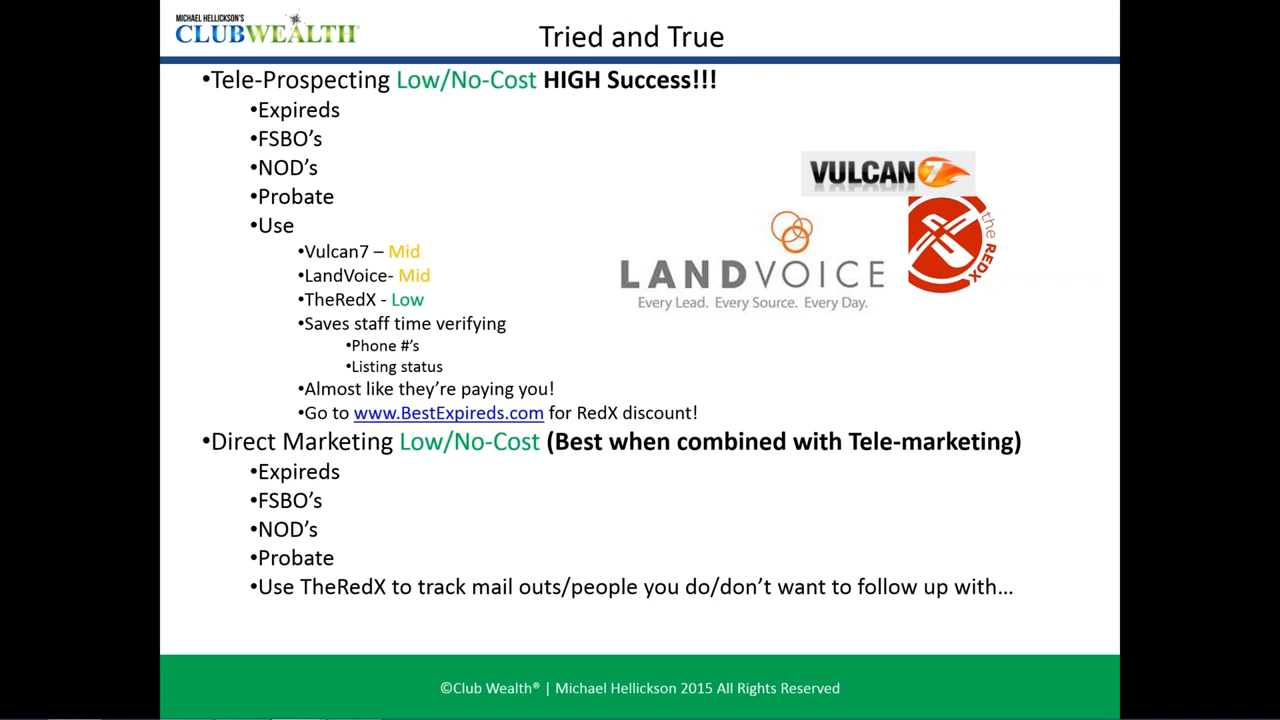 MICHAEL HELLICKSON'S
CLUBWEALTH
Tried and True
•Tele-Prospecting Low/No-Cost HIGH Success!!!
•Expireds
•FSBO’s
•NOD’s
•Probate
•Use
•Vulcan7 – Mid
•LandVoice- Mid
•TheRedX - Low
•Saves staff time verifying
•Phone #’s
•Listing status
•Almost like they’re paying you!
•Go to www.BestExpireds.com for RedX discount!
VULCAN7
LANDVOICE
Every Lead. Every Source. Every Day.
the REDX
•Direct Marketing Low/No-Cost (Best when combined with Tele-marketing)
•Expireds
•FSBO’s
•NOD’s
•Probate
•Use TheRedX to track mail outs/people you do/don’t want to follow up with…
©Club Wealth® | Michael Hellickson 2015 All Rights Reserved